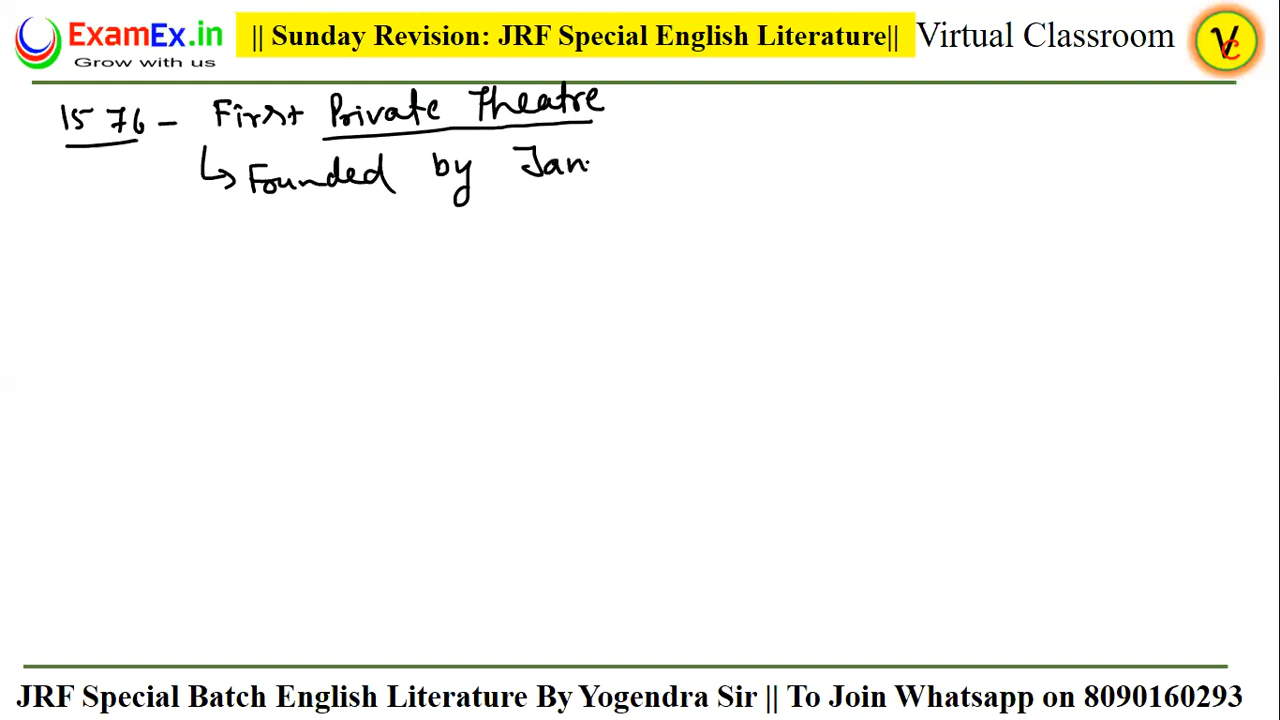 ExamEx.in
Grow with us
|| Sunday Revision: JRF Special English Literature||
Virtual Classroom
VC
1576 - First Private Theatre
↳ Founded by Jan
JRF Special Batch English Literature By Yogendra Sir || To Join Whatsapp on 8090160293